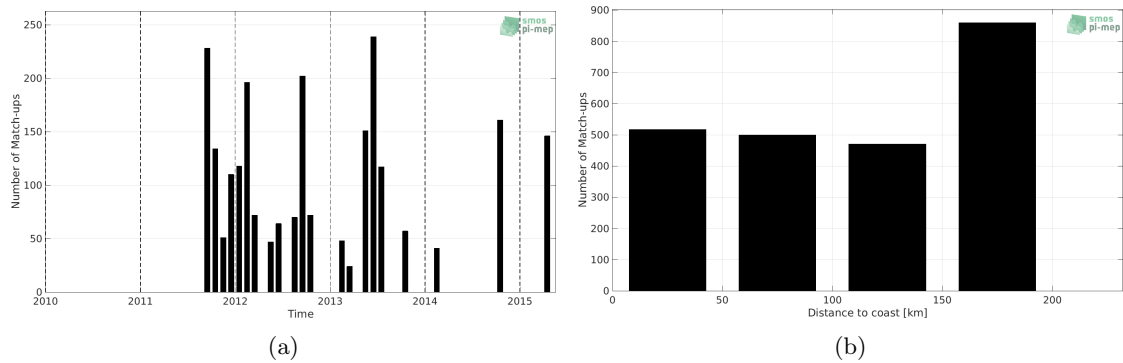 250
200
150
100
50
0
Number of Match-ups
2010 2011 2012 2013 2014 2015
Time
smos
pi-mep
(a)
900
800
700
600
500
400
300
200
100
0
Number of Match-ups
0 50 100 150 200
Distance to coast [km]
smos
pi-mep
(b)